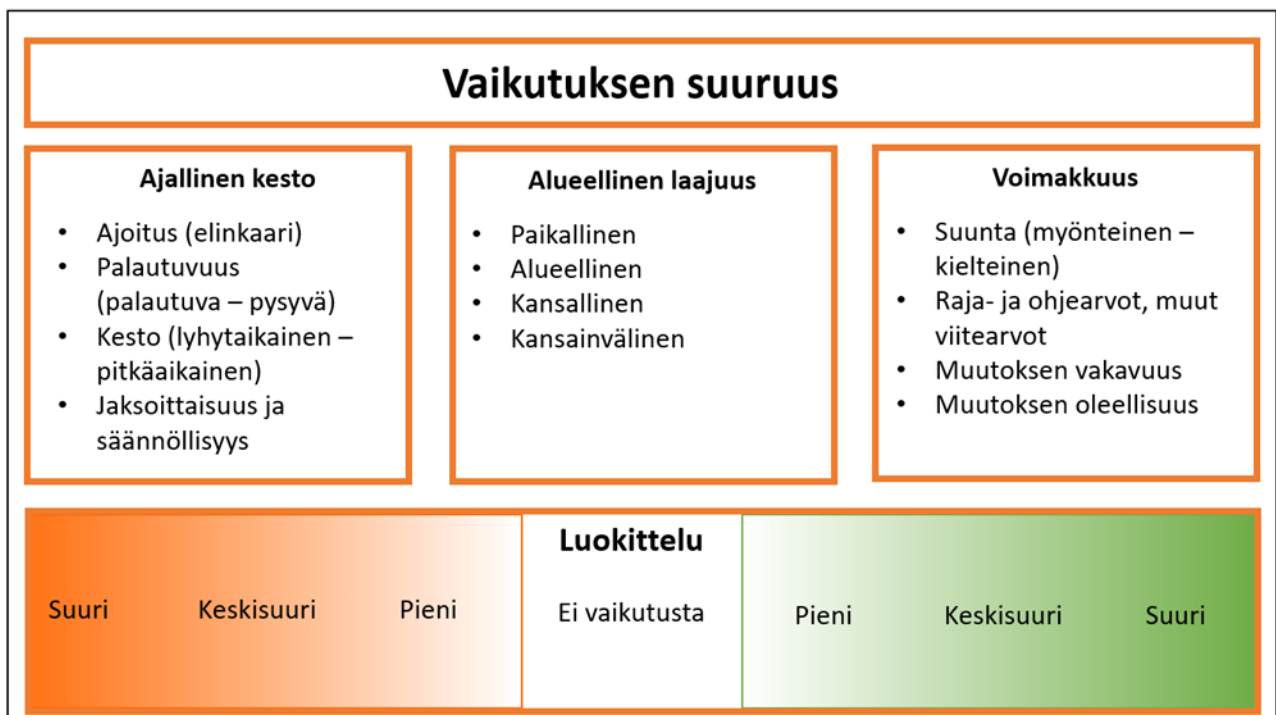 Vaikutuksen suuruus
Ajallinen kesto
• Ajoitus (elinkaari)
• Palautuvuus
(palautuva – pysyvä)
• Kesto (lyhytaikainen –
pitkäaikainen)
• Jaksoittaisuus ja
säännöllisyys
Alueellinen laajuus
• Paikallinen
• Alueellinen
• Kansallinen
• Kansainvälinen
Voimakkuus
• Suunta (myönteinen –
kielteinen)
• Raja- ja ohjearvot, muut
viitearvot
• Muutoksen vakavuus
• Muutoksen oleellisuus
Luokittelu
Suuri Keskisuuri Pieni Ei vaikutusta Pieni Keskisuuri Suuri